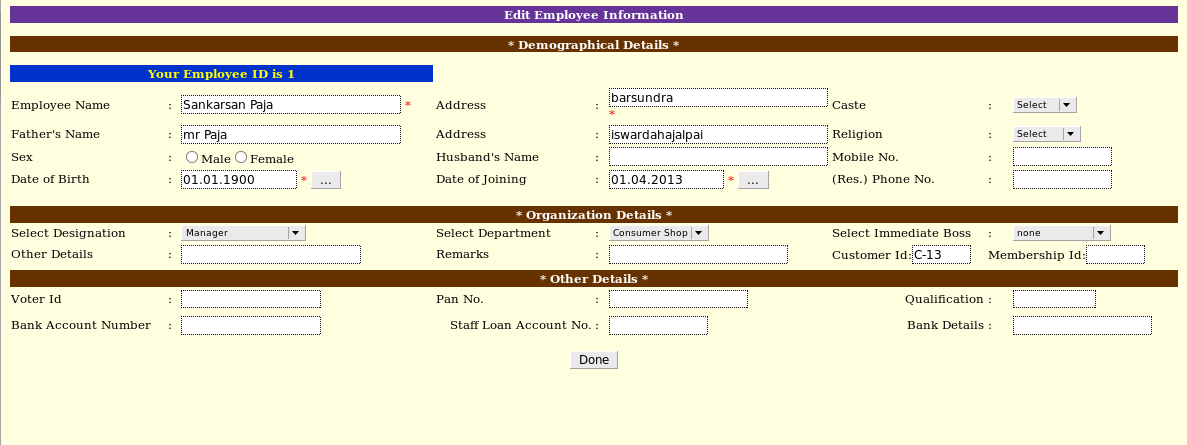 Edit Employee Information
* Demographical Details *
Your Employee ID is 1
Employee Name : Sankarsan Paja * Address : barsundra * Caste : Select
Father's Name : mr Paja Address : iswardahajalpai Religion : Select
Sex : Male Female Husband's Name : Mobile No. :
Date of Birth : 01.01.1900 * ... Date of Joining : 01.04.2013 * ... (Res.) Phone No. :
* Organization Details *
Select Designation : Manager Select Department : Consumer Shop Select Immediate Boss : none
Other Details : Remarks : Customer Id: C-13 Membership Id:
* Other Details *
Voter Id : Pan No. : Qualification :
Bank Account Number : Staff Loan Account No. : Bank Details :
Done